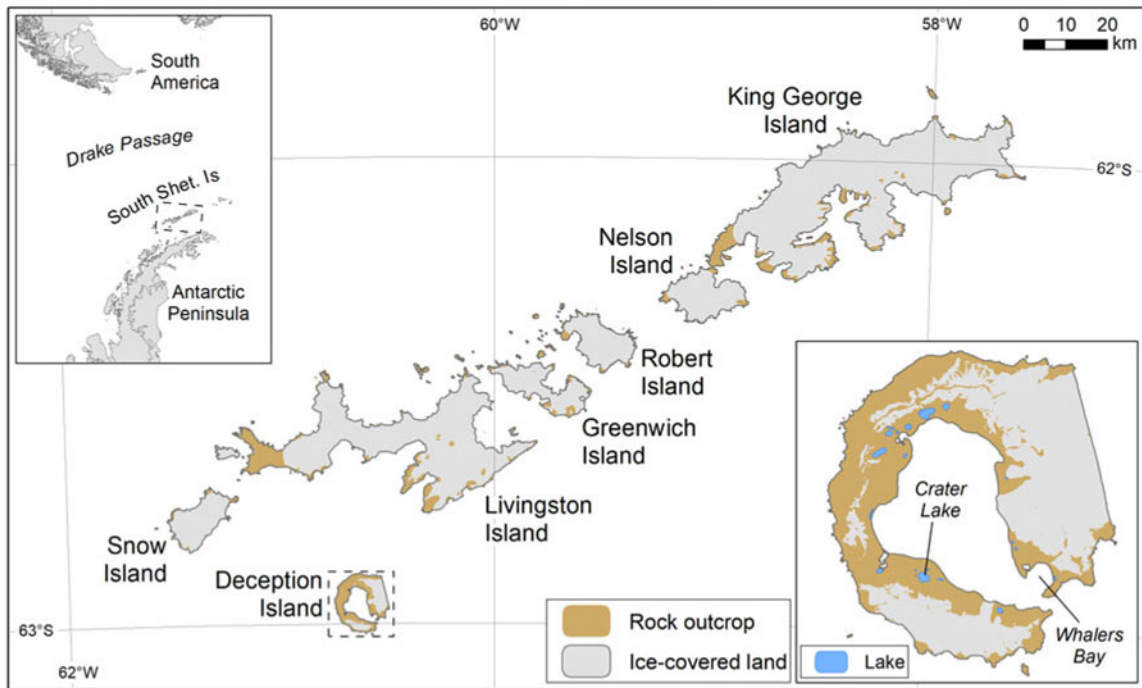 60°W
58°W
0 10 20
km
South
America
Drake Passage
South Shet. Is
Antarctic
Peninsula
King George
Island
62°S
Nelson
Island
Robert
Island
Greenwich
Island
Livingston
Island
Snow
Island
Deception
Island
63°S
62°W
Rock outcrop
Ice-covered land
Crater
Lake
Whalers
Bay
Lake